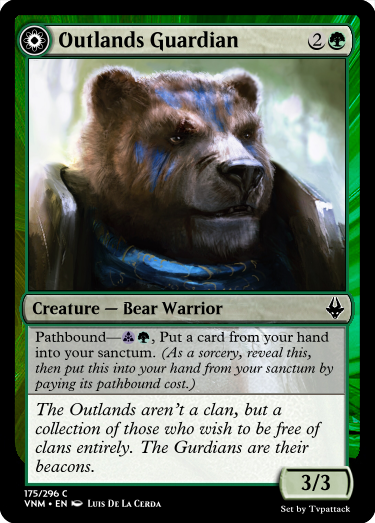 Outlands Guardian 2
Creature — Bear Warrior
Pathbound—, Put a card from your hand
into your sanctum. (As a sorcery, reveal this,
then put this into your hand from your sanctum by
paying its pathbound cost.)
The Outlands aren't a clan, but a
collection of those who wish to be free of
clans entirely. The Gurdians are their
beacons.
3/3
175/296 C
VNM • EN Luis De La Cerda
Set by Tvpattack